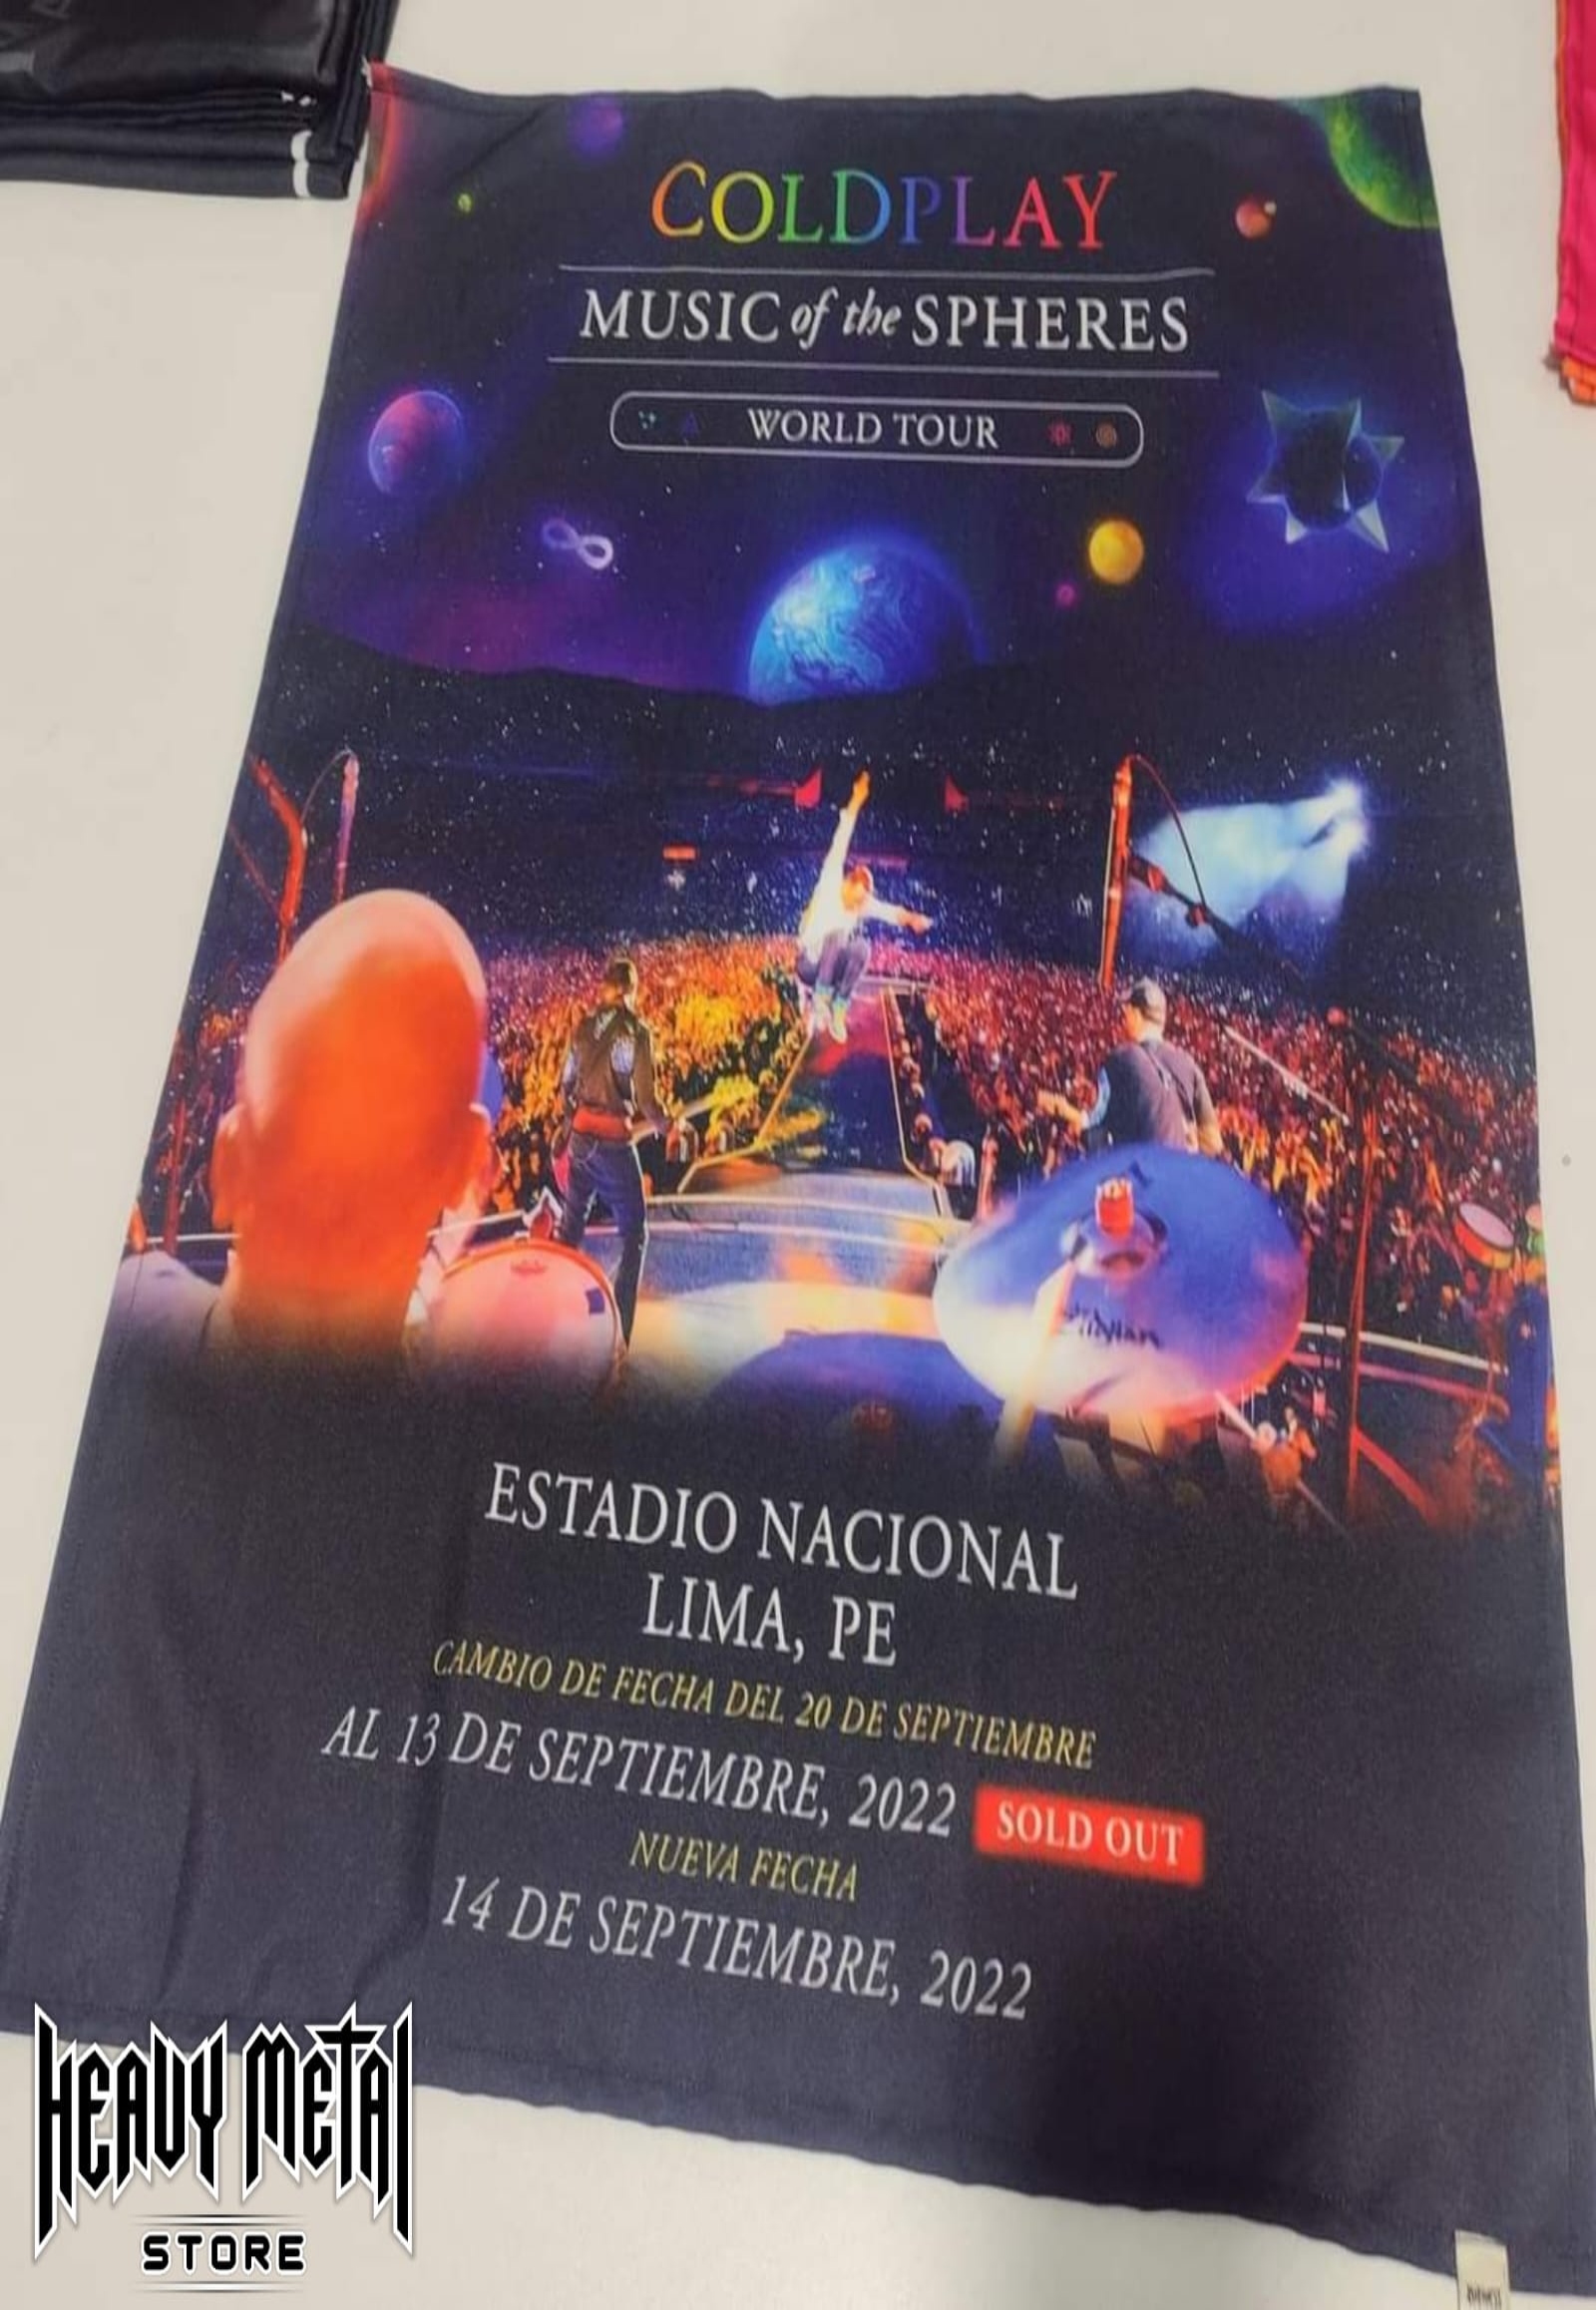 COLDPLAY
MUSIC of the SPHERES
WORLD TOUR
ESTADIO NACIONAL
LIMA, PE
CAMBIO DE FECHA DEL 20 DE SEPTIEMBRE
AL 13 DE SEPTIEMBRE, 2022 SOLD OUT
NUEVA FECHA
14 DE SEPTIEMBRE, 2022
HEAVY METAL
STORE